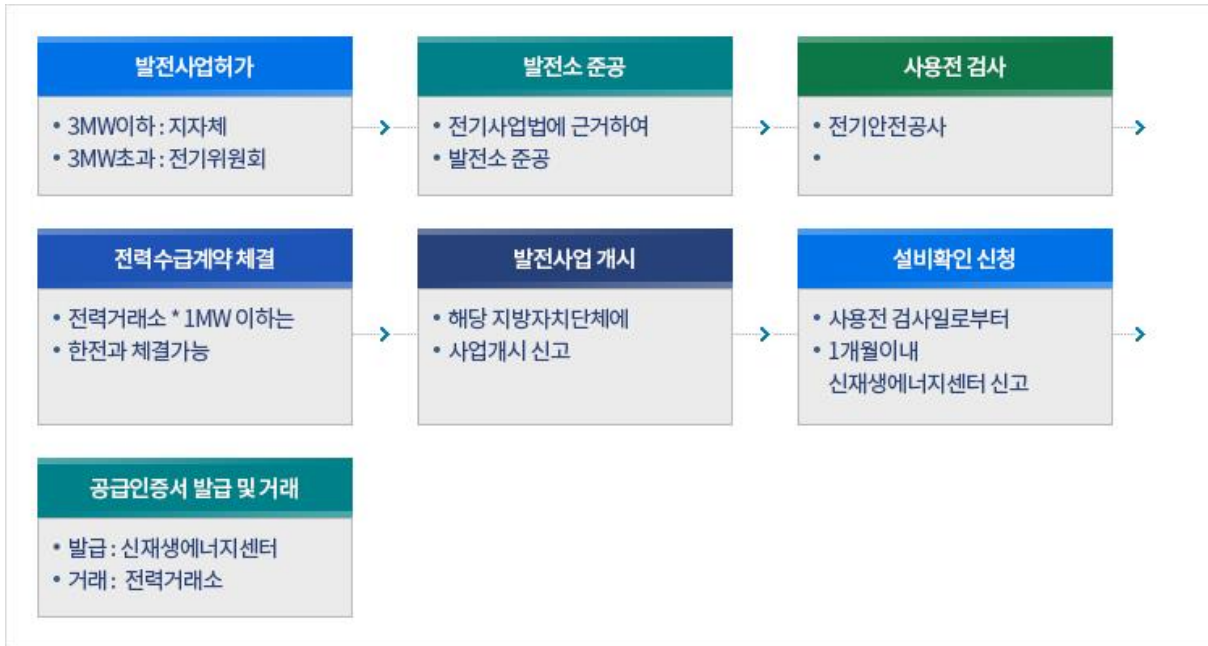 발전사업허가
• 3MW이하 : 지자체
• 3MW초과 : 전기위원회
발전소 준공
• 전기사업법에 근거하여
• 발전소 준공
사용전 검사
• 전기안전공사
•
전력수급계약 체결
• 전력거래소 * 1MW 이하는
• 한전과 체결가능
발전사업 개시
• 해당 지방자치단체에
• 사업개시 신고
설비확인 신청
• 사용전 검사일로부터
• 1개월이내
신재생에너지센터 신고
공급인증서 발급 및 거래
• 발급 : 신재생에너지센터
• 거래 : 전력거래소